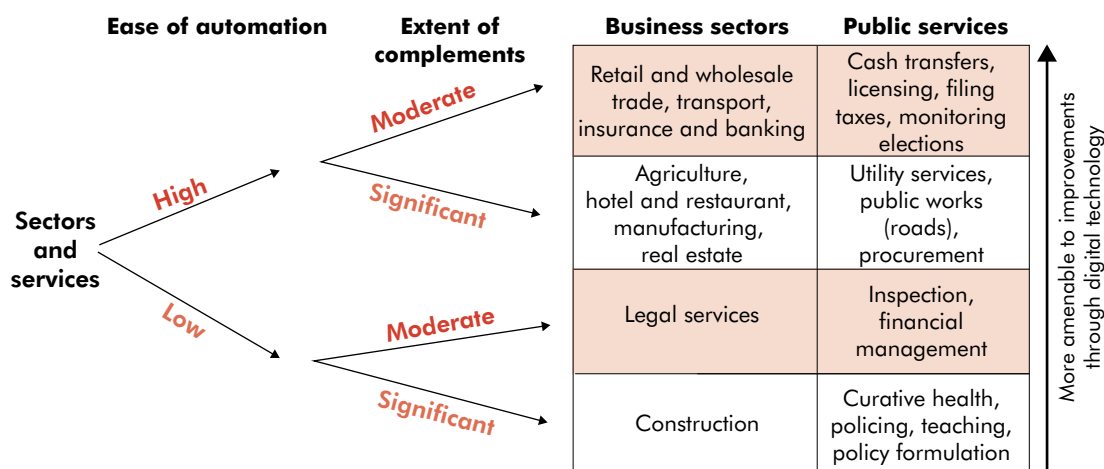 Ease of automation
Extent of
complements
Business sectors
Public services
Sectors
and
services
High
Low
Moderate
Significant
Moderate
Significant
Retail and wholesale
trade, transport,
insurance and banking
Cash transfers,
licensing, filing
taxes, monitoring
elections
Agriculture,
hotel and restaurant,
manufacturing,
real estate
Utility services,
public works
(roads),
procurement
Legal services
Inspection,
financial
management
Construction
Curative health,
policing, teaching,
policy formulation
More amenable to improvements
through digital technology